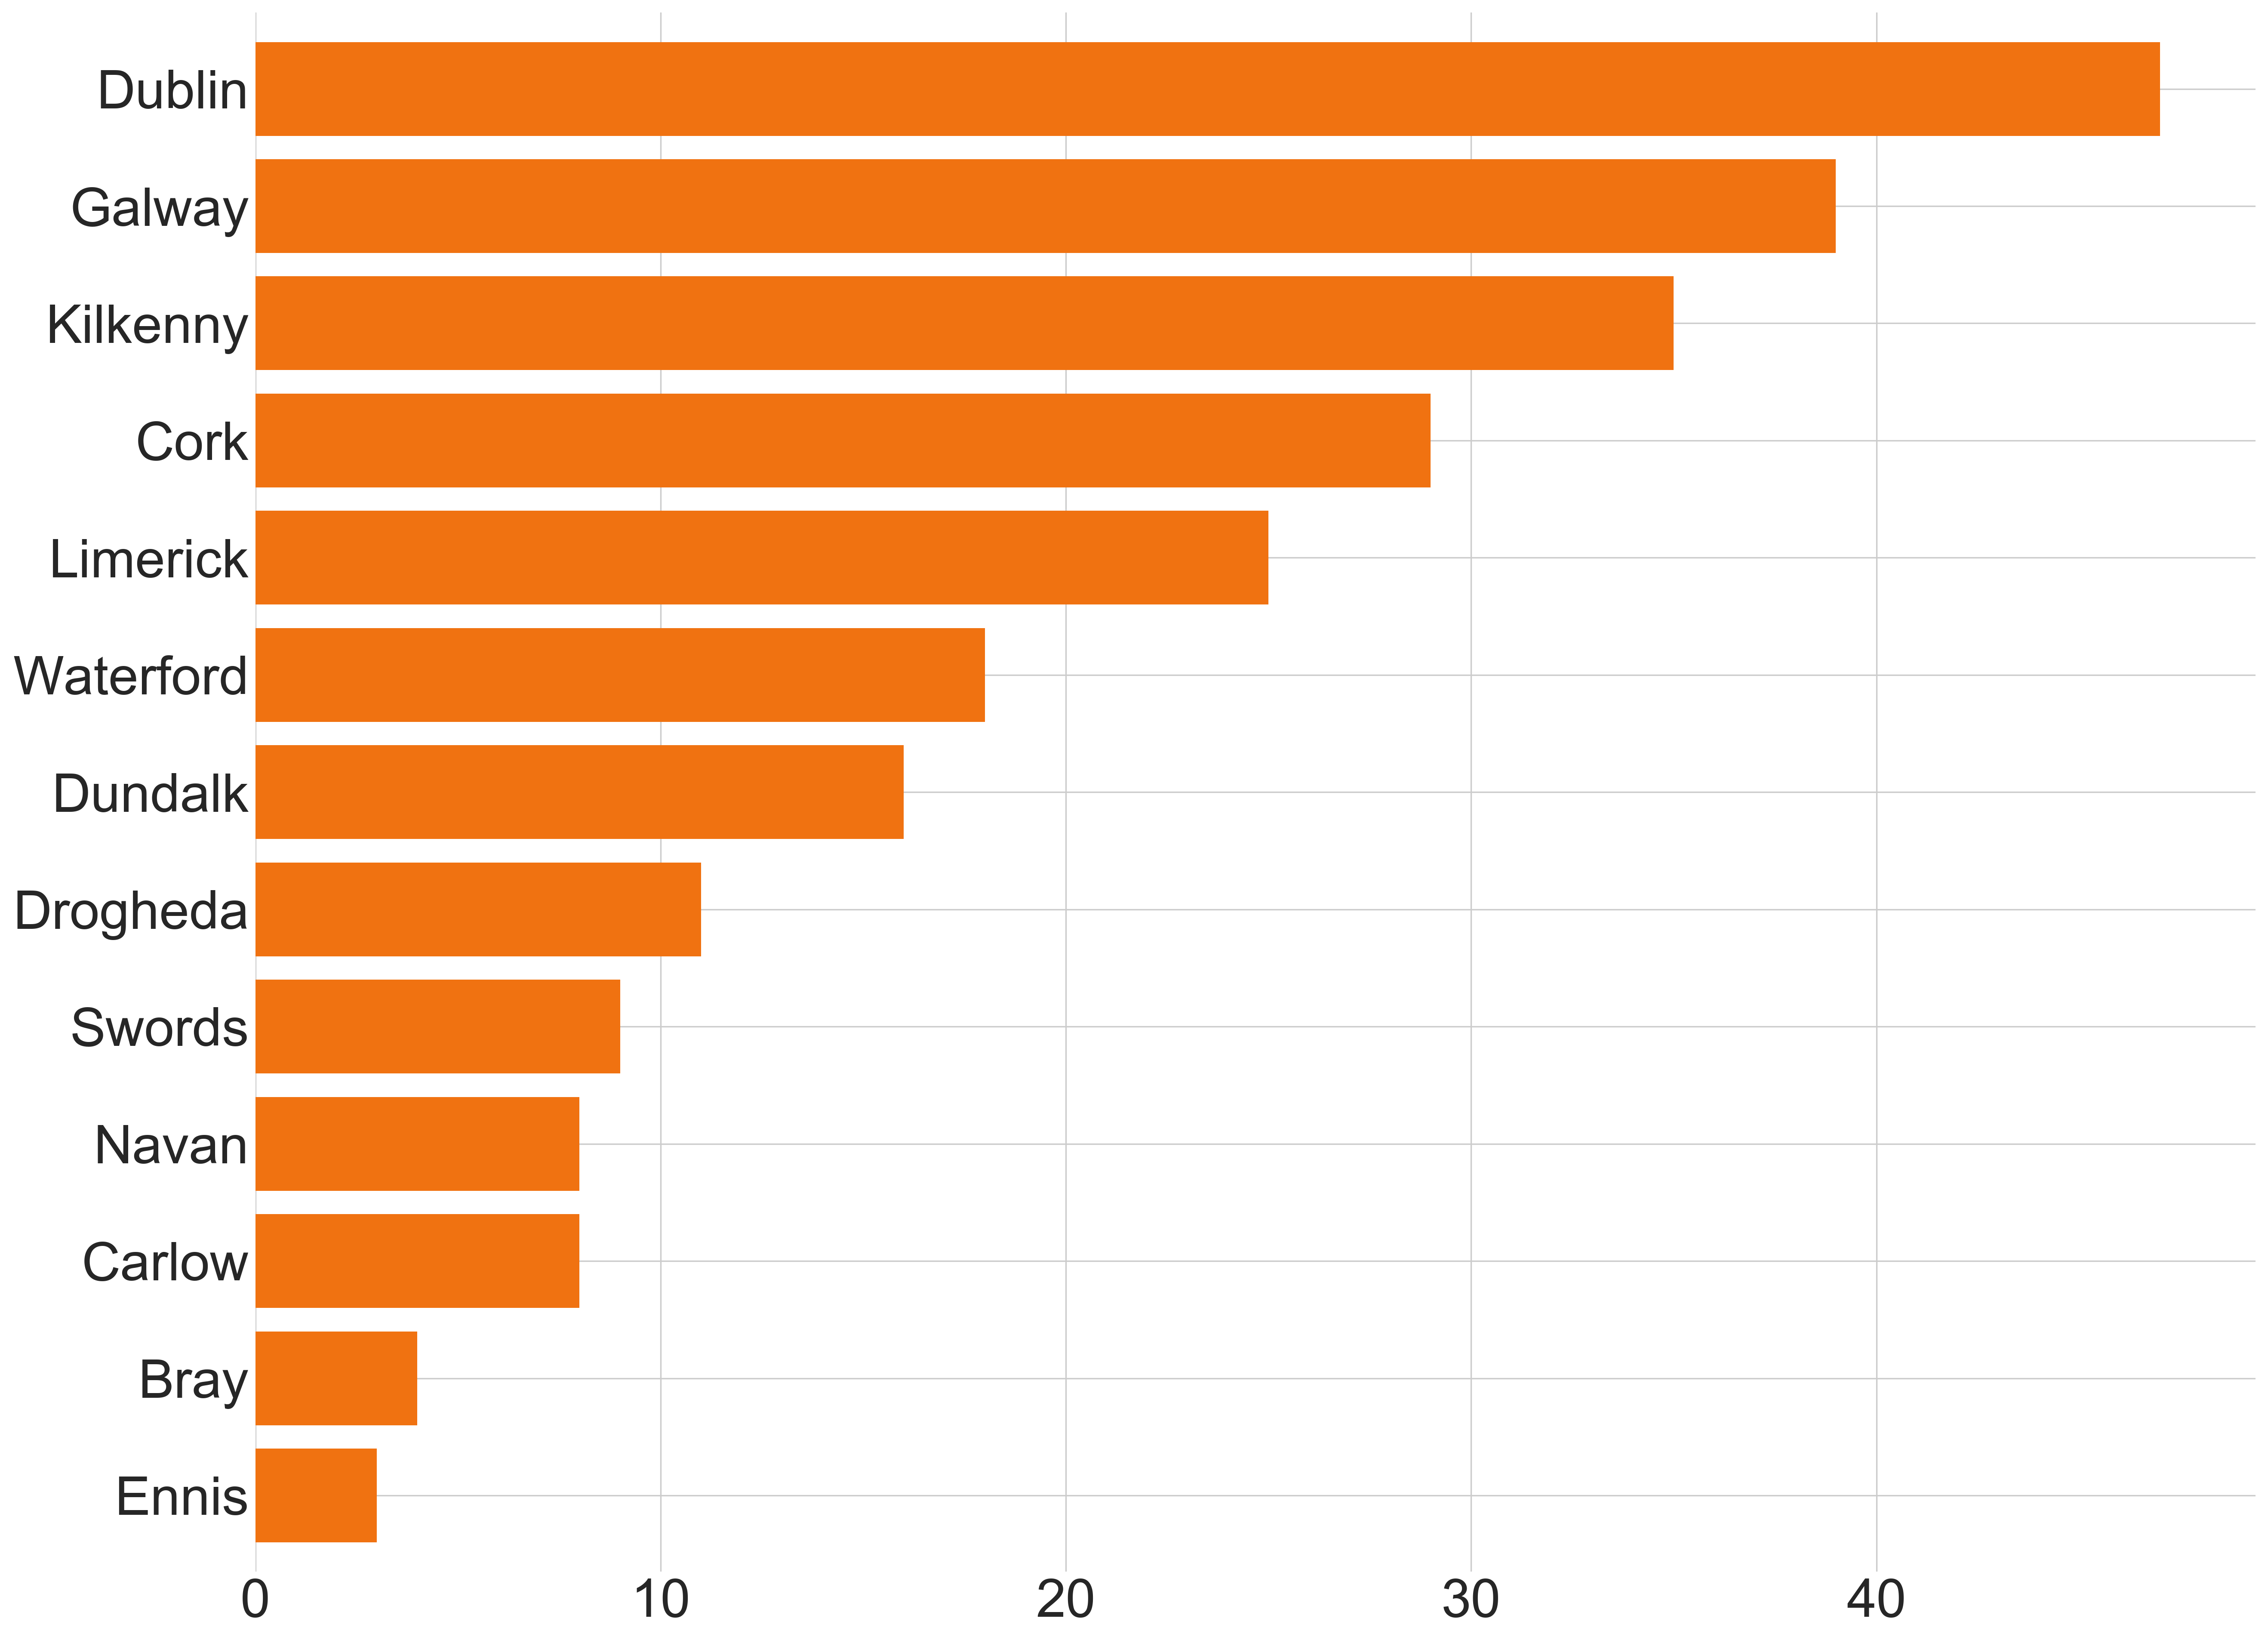 Dublin
Galway
Kilkenny
Cork
Limerick
Waterford
Dundalk
Drogheda
Swords
Navan
Carlow
Bray
Ennis
0 10 20 30 40